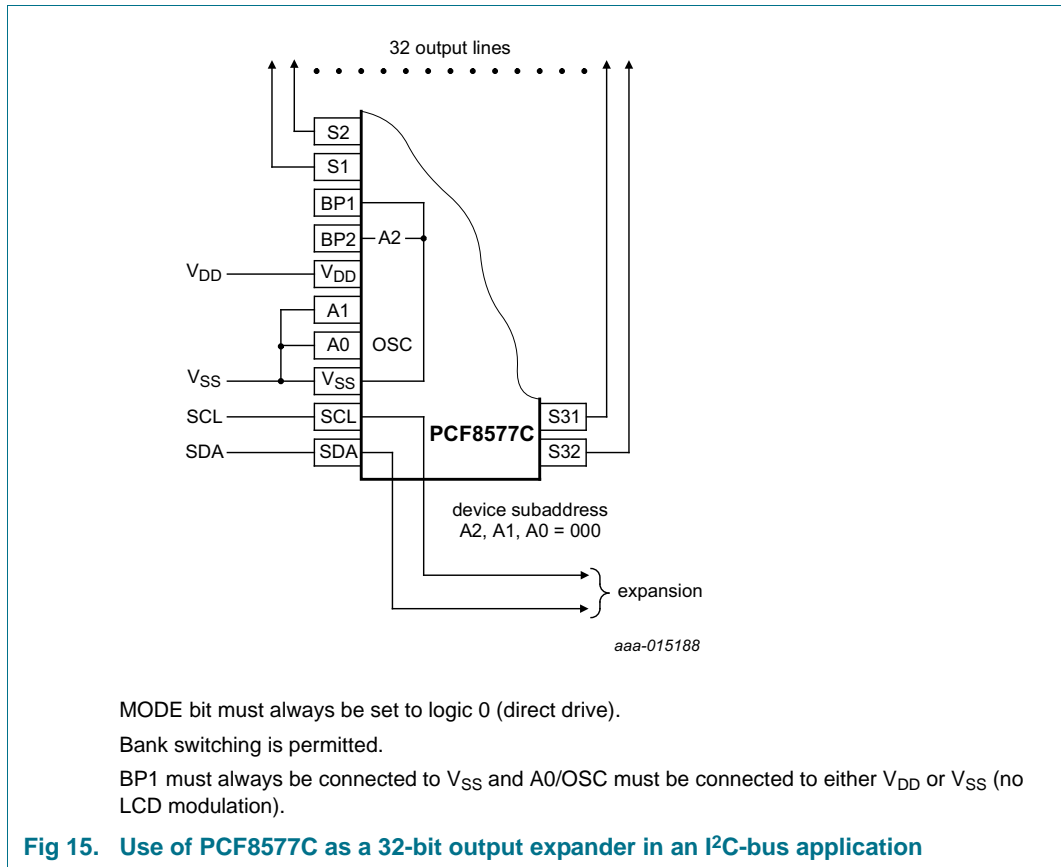 32 output lines
S2
S1
BP1
BP2 A2
VDD VDD
A1
A0 OSC
VSS VSS
SCL SCL
S31
PCF8577C
SDA SDA
S32
device subaddress
A2, A1, A0 = 000
expansion
aaa-015188
MODE bit must always be set to logic 0 (direct drive).
Bank switching is permitted.
BP1 must always be connected to VSS and A0/OSC must be connected to either VDD or VSS (no
LCD modulation).
Fig 15. Use of PCF8577C as a 32-bit output expander in an I²C-bus application